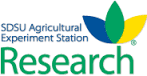 SDSU Agricultural
Experiment Station
Research®